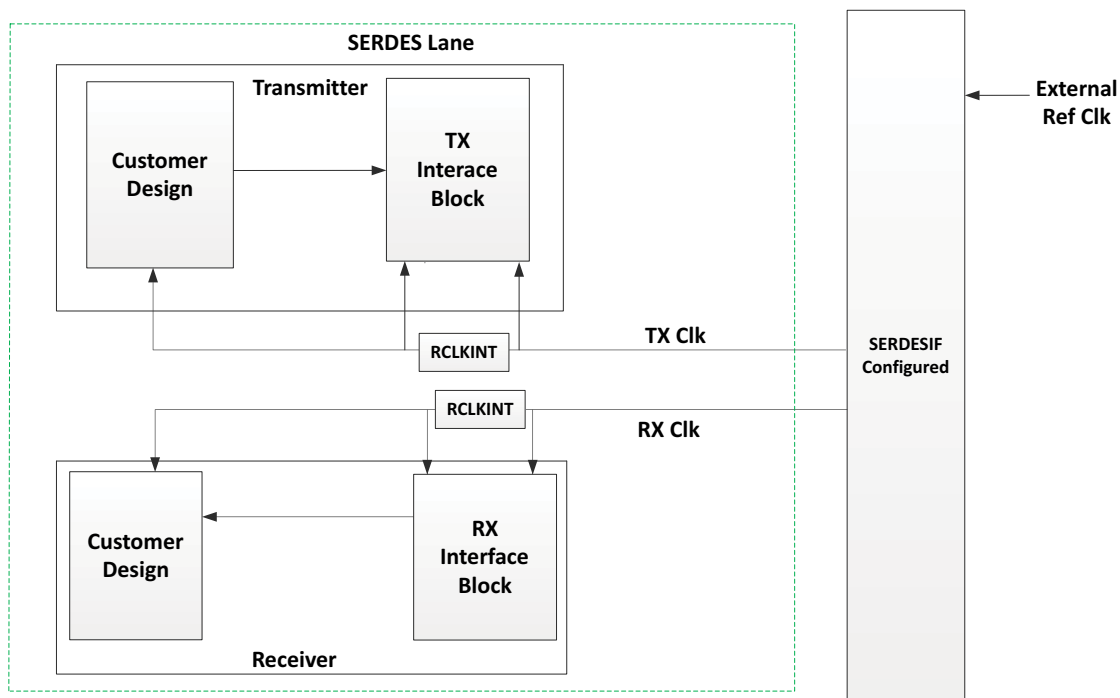 SERDES Lane
Transmitter
Customer
Design
TX
Interace
Block
External
Ref Clk
TX Clk
RCLKINT
SERDESIF
Configured
RCLKINT
RX Clk
Customer
Design
RX
Interface
Block
Receiver